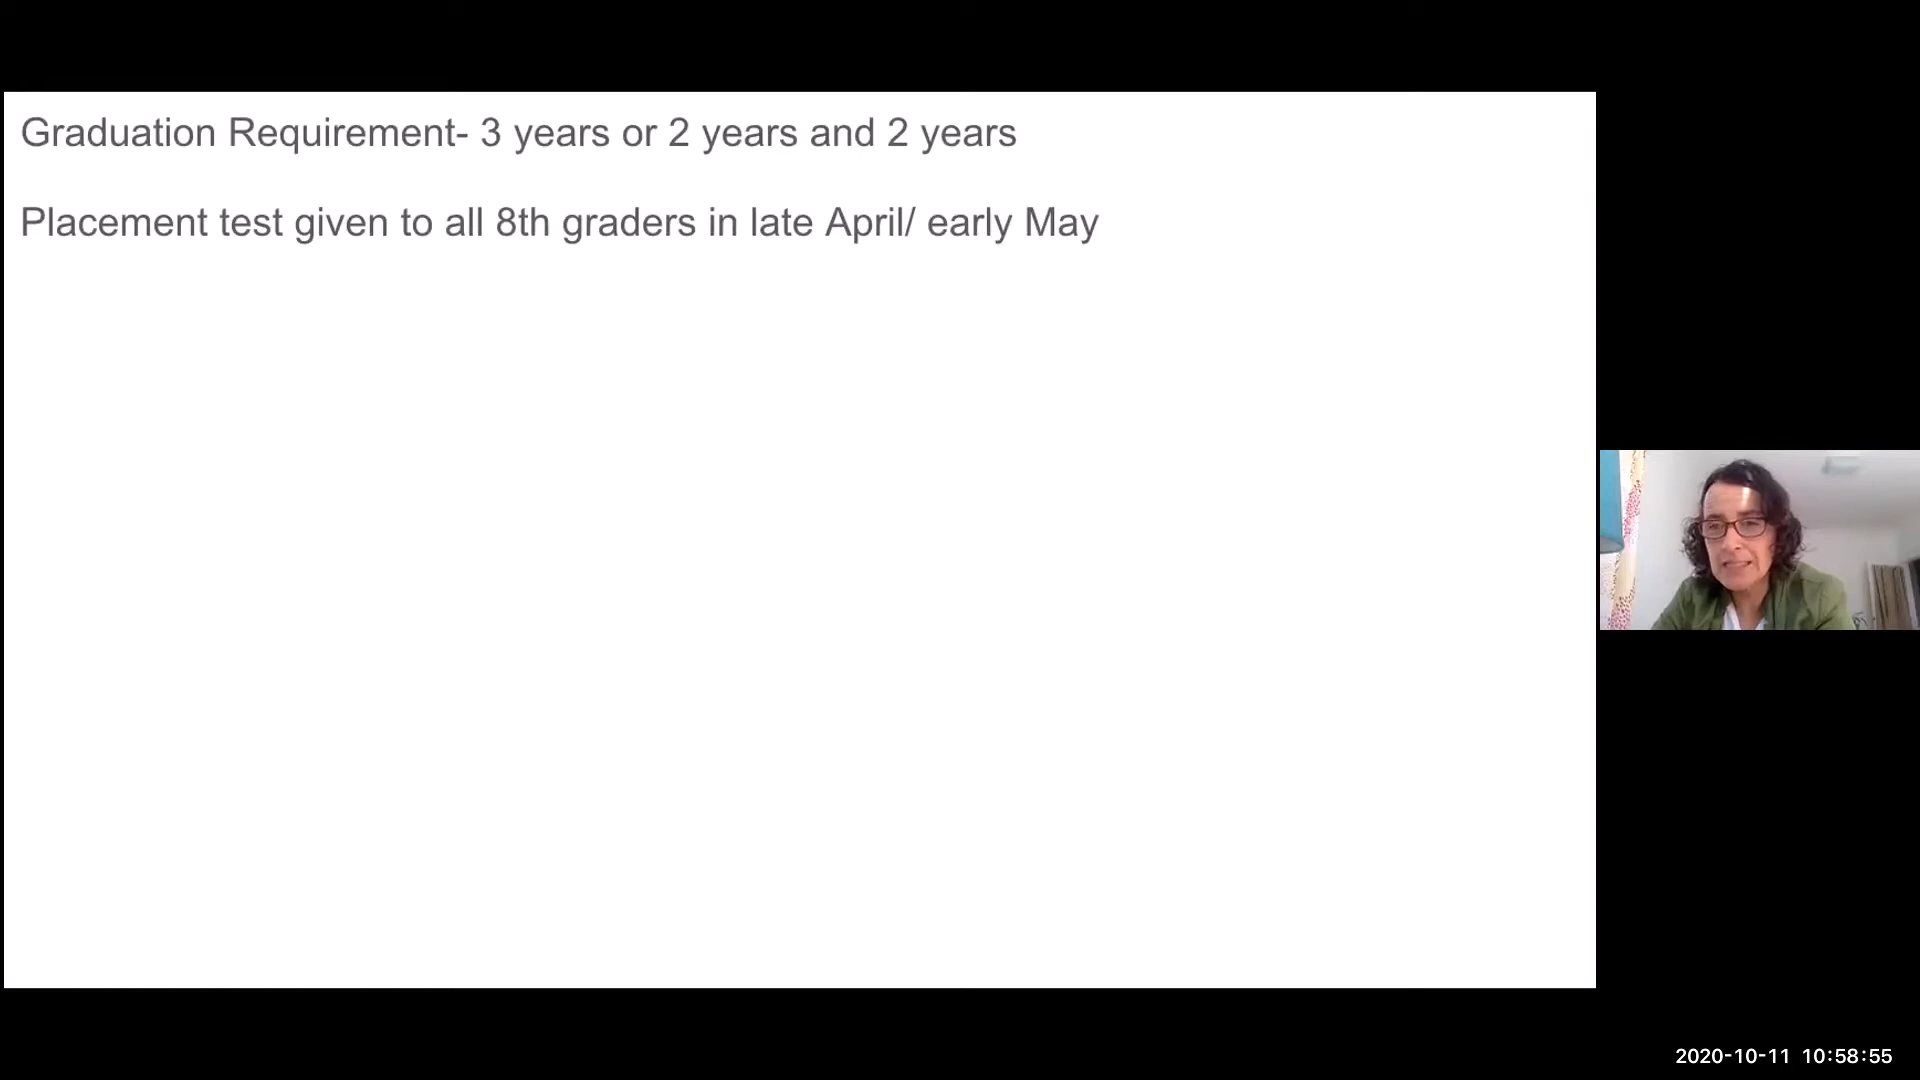 Graduation Requirement- 3 years or 2 years and 2 years
Placement test given to all 8th graders in late April/ early May
2020-10-11 10:58:55